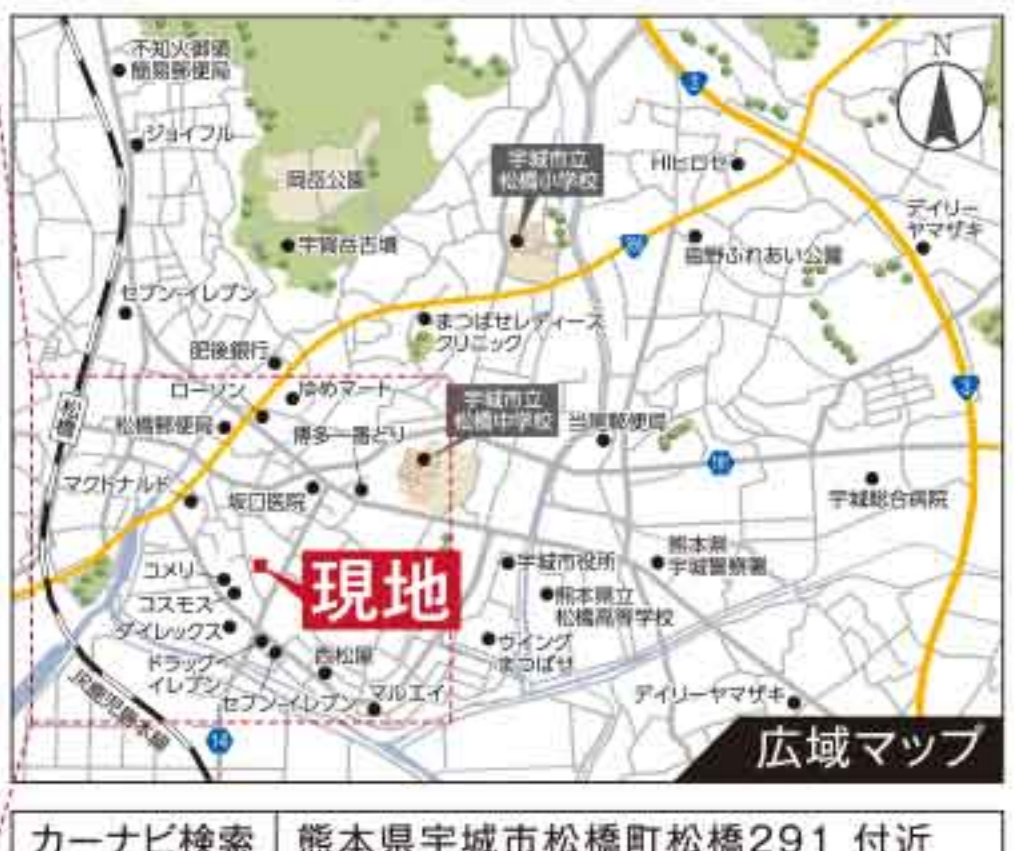 不知火御領
簡易郵便局
N
3
ジョイフル
岡岳公園
宇城市立
松橋小学校
HIヒロセ
デイリー
ヤマザキ
宇賀岳古墳
曲野ふれあい公園
セブン-イレブン
まつばせレディース
クリニック
肥後銀行
ローソン
ゆめマート
3
松橋
松橋郵便局
博多一番どり
宇城市立
松橋中学校
当尾郵便局
マクドナルド
坂口医院
宇城総合病院
現地
コメリ
コスモス
ダイレックス
ドラッグ
イレブン
セブン-イレブン
西松屋
マルエイ
宇城市役所
熊本県
宇城警察署
熊本県立
松橋高等学校
ウイング
まつばせ
デイリーヤマザキ
JR鹿児島本線
14
広域マップ
カーナビ検索 熊本県宇城市松橋町松橋291 付近